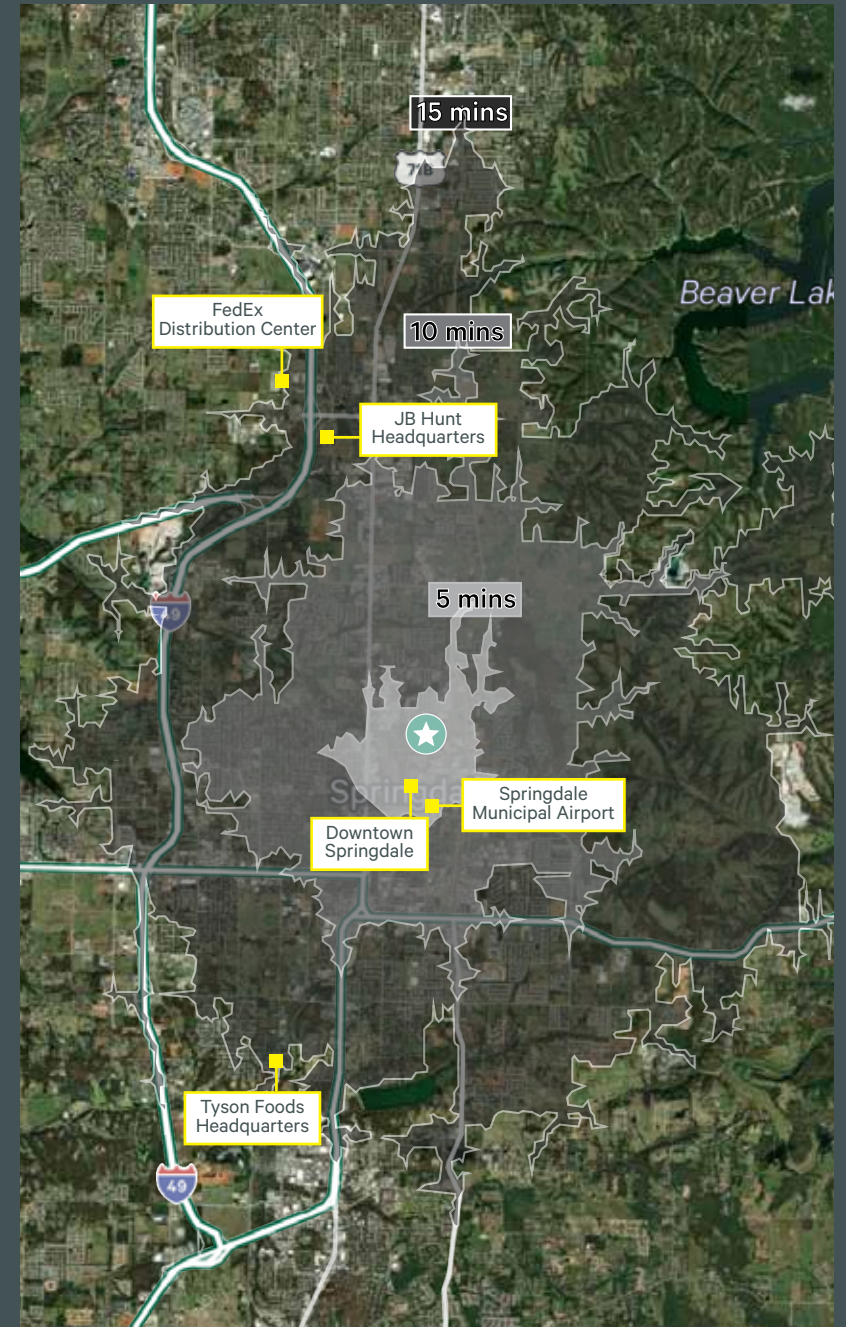 15 mins
71B
Beaver Lak
FedEx
Distribution Center
10 mins
JB Hunt
Headquarters
5 mins
49
Springda
Springdale
Municipal Airport
Downtown
Springdale
Tyson Foods
Headquarters
49